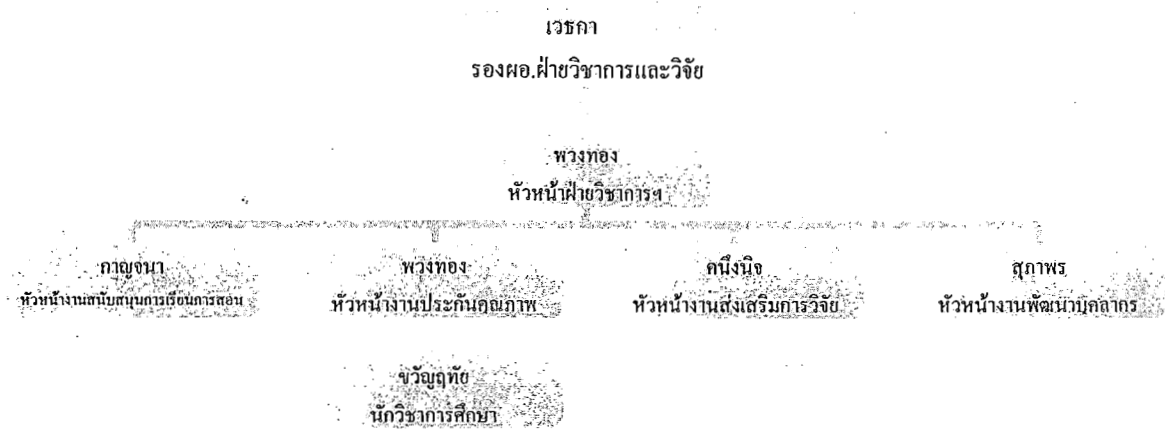 เวธกา
รองผอ.ฝ่ายวิชาการและวิจัย
พวงทอง
หัวหน้าฝ่ายวิชาการฯ
กาญจนา
หัวหน้างานสนับสนุนการเรียนการสอน
พวงทอง
หัวหน้างานประกันคุณภาพ
คนึงนิจ
หัวหน้างานส่งเสริมการวิจัย
สุภาพร
หัวหน้างานพัฒนาบุคลากร
ขวัญฤทัย
นักวิชาการศึกษา